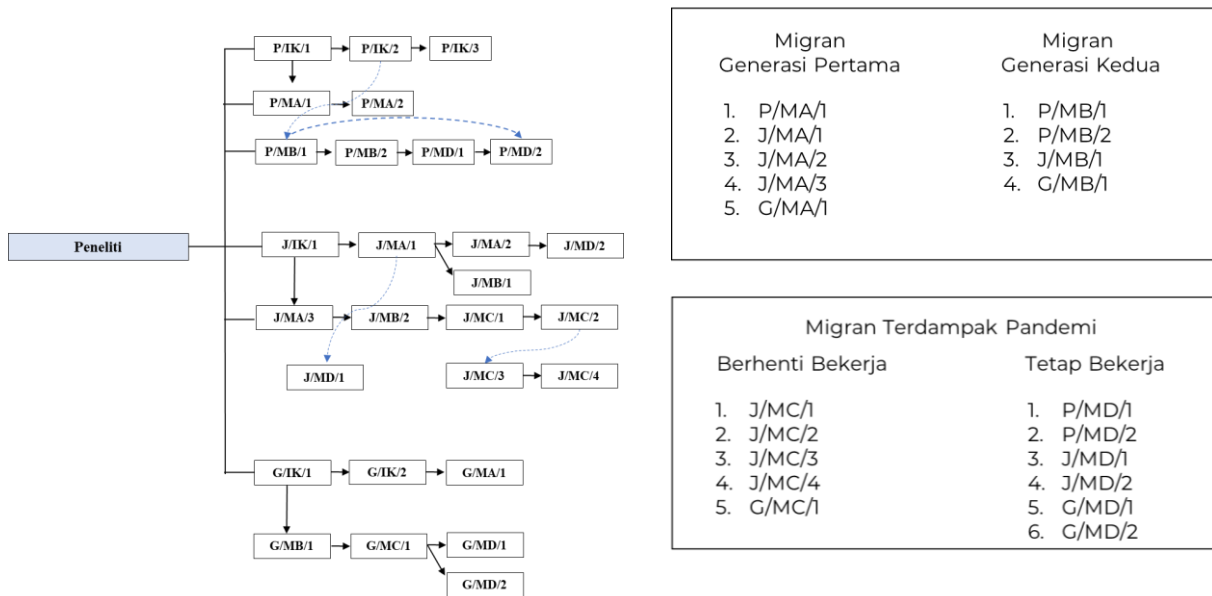 P/IK/1 P/IK/2 P/IK/3
P/MA/1 P/MA/2
P/MB/1 P/MB/2 P/MD/1 P/MD/2
Peneliti
J/IK/1 J/MA/1 J/MA/2 J/MD/2
J/MB/1
J/MA/3 J/MB/2 J/MC/1 J/MC/2
J/MD/1 J/MC/3 J/MC/4
G/IK/1 G/IK/2 G/MA/1
G/MB/1 G/MC/1 G/MD/1
G/MD/2
Migran
Generasi Pertama
1. P/MA/1
2. J/MA/1
3. J/MA/2
4. J/MA/3
5. G/MA/1
Migran
Generasi Kedua
1. P/MB/1
2. P/MB/2
3. J/MB/1
4. G/MB/1
Migran Terdampak Pandemi
Berhenti Bekerja
1. J/MC/1
2. J/MC/2
3. J/MC/3
4. J/MC/4
5. G/MC/1
Tetap Bekerja
1. P/MD/1
2. P/MD/2
3. J/MD/1
4. J/MD/2
5. G/MD/1
6. G/MD/2